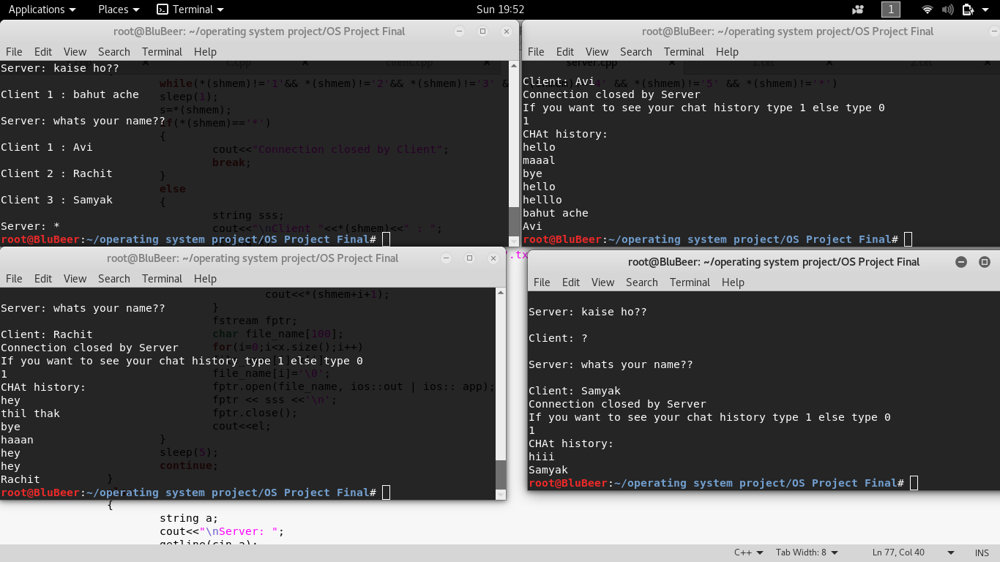 Applications Places Terminal Sun 19:52 1
root@BluBeer: ~/operating system project/OS Project Final
File Edit View Search Terminal Help
Server: kaise ho??
Client 1 : bahut ache
Server: whats your name??
Client 1 : Avi
Client 2 : Rachit
Client 3 : Samyak
Server: *
root@BluBeer:~/operating system project/OS Project Final#
client.cpp
while(*(shmem)!='1'&& *(shmem)!='2'&& *(shmem)!='3' &
sleep(1);
s=*(shmem);
if(*(shmem)=='*')
{
cout<<"Connection closed by Client";
break;
}
else
{
string sss;
cout<<"\nClient "<<*(shmem)<<" : ";
root@BluBeer: ~/operating system project/OS Project Final
File Edit View Search Terminal Help
server.cpp 1.txt 2.txt
'4' && *(shmem)!='5' && *(shmem)!='*')
Client: Avi
Connection closed by Server
If you want to see your chat history type 1 else type 0
1
CHAt history:
hello
maaal
bye
hello
helllo
bahut ache
Avi
root@BluBeer:~/operating system project/OS Project Final#
.tx
root@BluBeer: ~/operating system project/OS Project Final
File Edit View Search Terminal Help
Server: whats your name??
Client: Rachit
Connection closed by Server
If you want to see your chat history type 1 else type 0
1
CHAt history:
hey
thil thak
bye
haaan
hey
hey
Rachit
root@BluBeer:~/operating system project/OS Project Final#
cout<<*(shmem+i+1);
}
fstream fptr;
char file_name[100];
for(i=0;i<x.size();i++)
file_name[i]='\0';
fptr.open(file_name, ios::out | ios:: app);
fptr << sss <<'\n';
fptr.close();
cout<<el;
}
sleep(5);
continue;
}
{
string a;
cout<<"\nServer: ";
getline(cin,a);
root@BluBeer: ~/operating system project/OS Project Final
File Edit View Search Terminal Help
Server: kaise ho??
Client: ?
Server: whats your name??
Client: Samyak
Connection closed by Server
If you want to see your chat history type 1 else type 0
1
CHAt history:
hiii
Samyak
root@BluBeer:~/operating system project/OS Project Final#
C++ Tab Width: 8 Ln 77, Col 40 INS